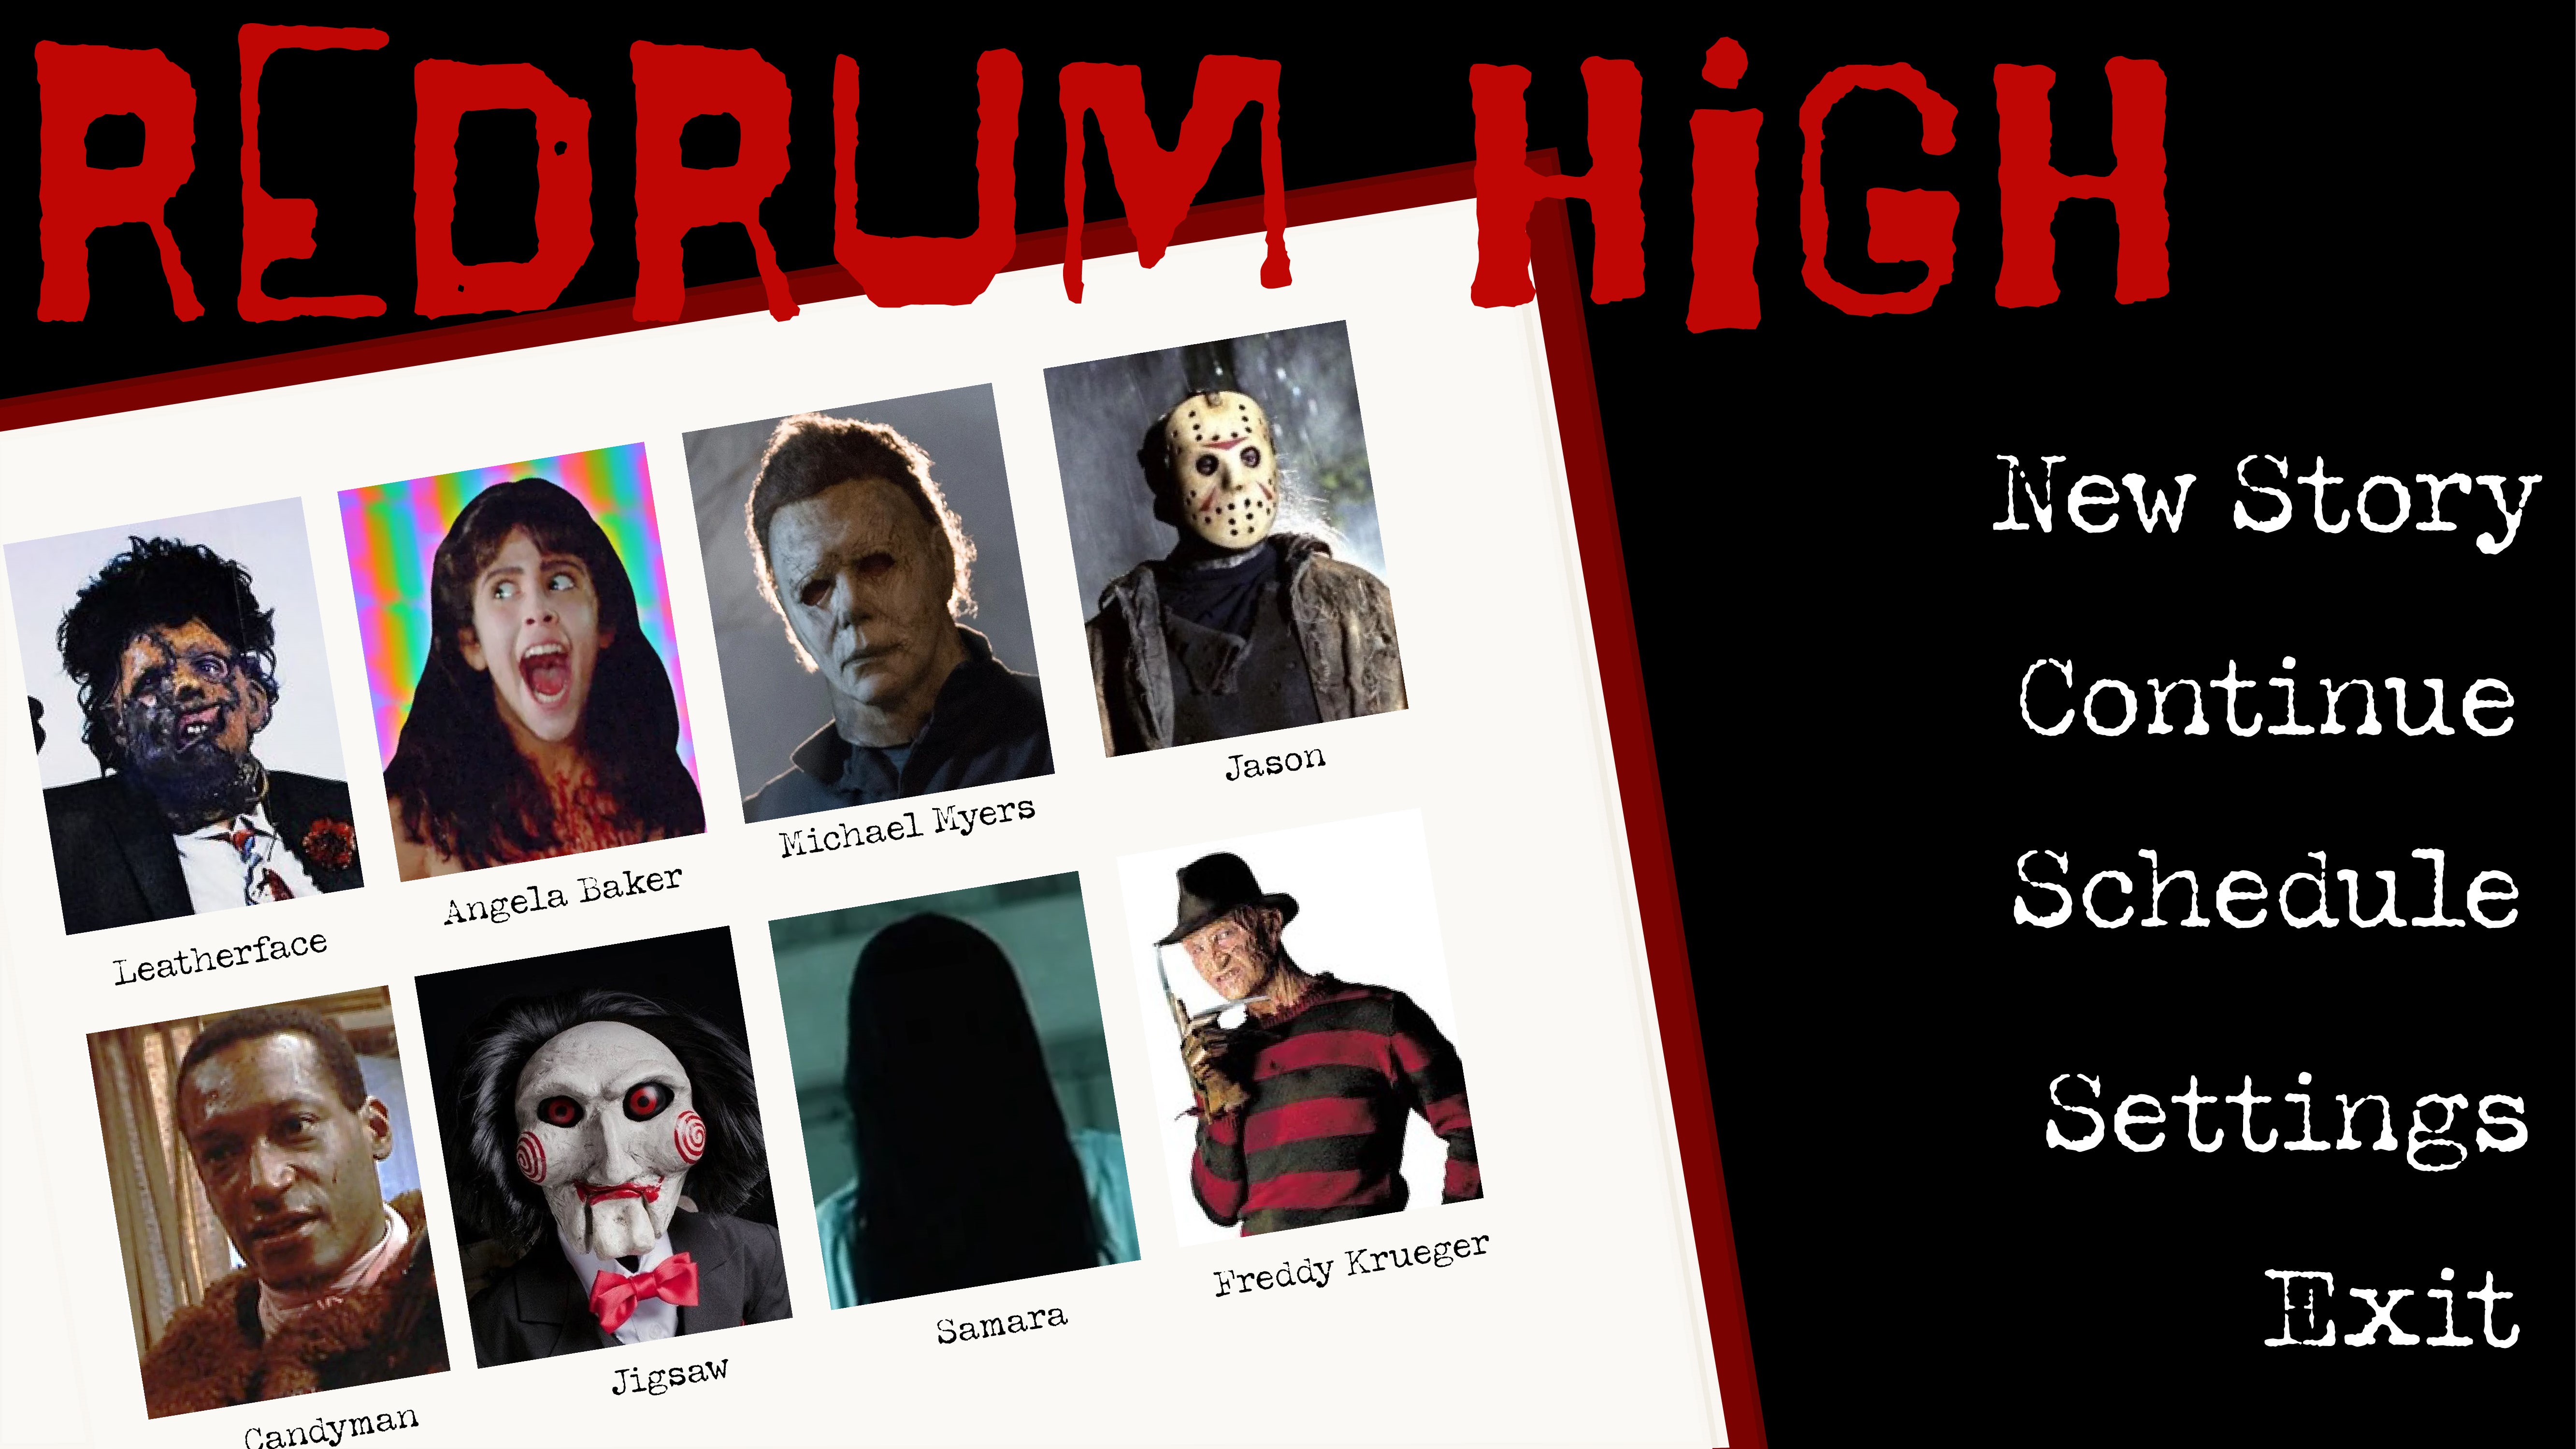 REDRUM HiGH
Leatherface
Angela Baker
Michael Myers
Jason
Candyman
Jigsaw
Samara
Freddy Krueger
New Story
Continue
Schedule
Settings
Exit